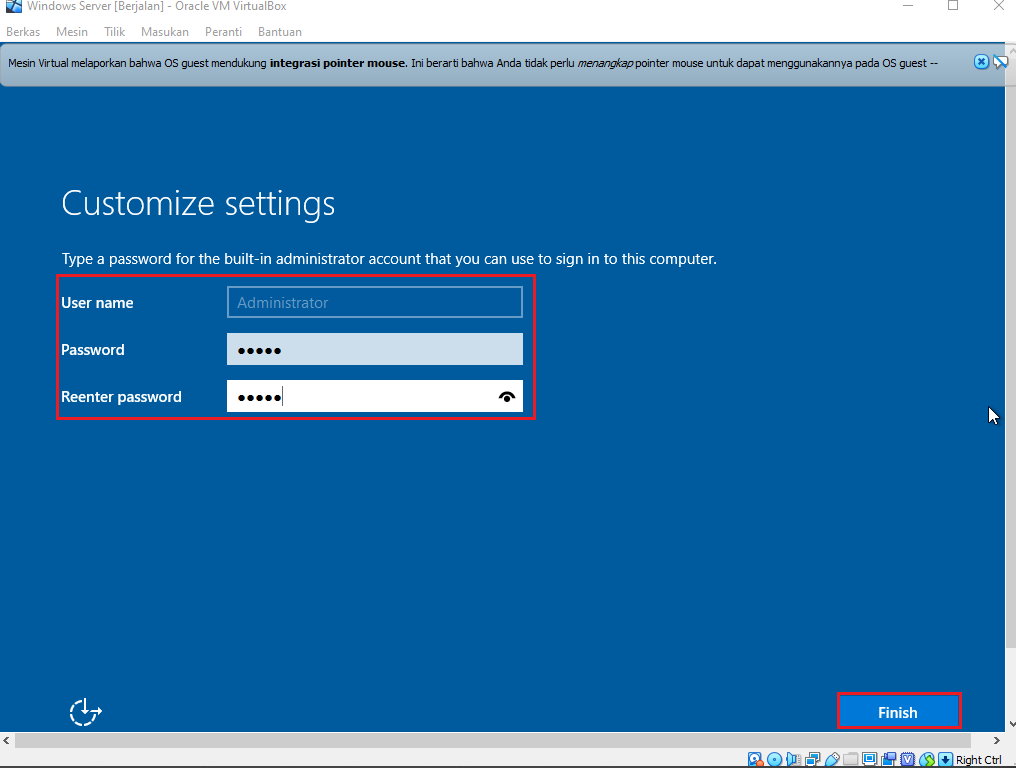 Windows Server [Berjalan] - Oracle VM VirtualBox
Berkas Mesin Tilik Masukan Peranti Bantuan
Mesin Virtual melaporkan bahwa OS guest mendukung integrasi pointer mouse. Ini berarti bahwa Anda tidak perlu menangkap pointer mouse untuk dapat menggunakannya pada OS guest --
Customize settings
Type a password for the built-in administrator account that you can use to sign in to this computer.
User name Administrator
Password •••••
Reenter password •••••
Finish
Right Ctrl